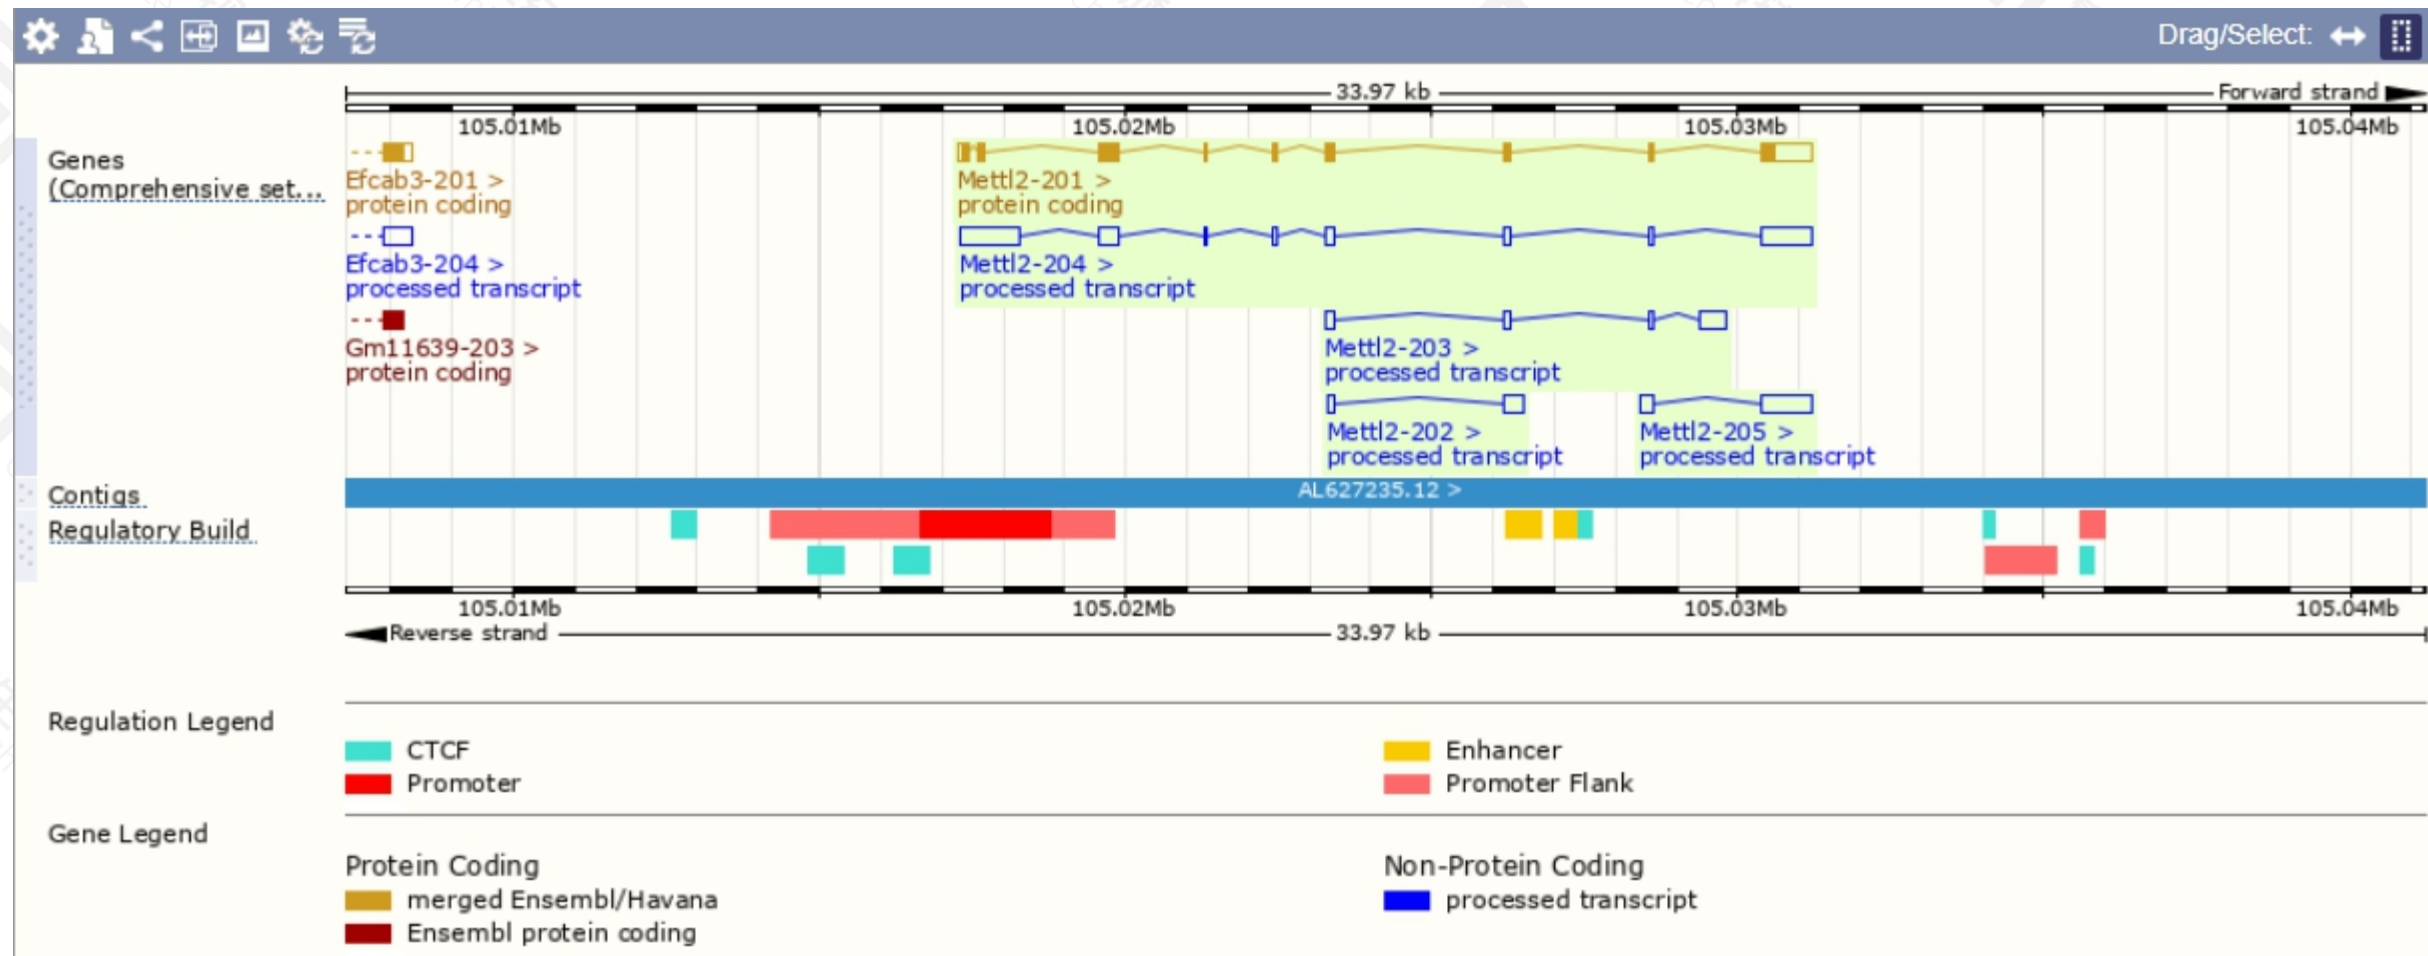 Drag/Select:
33.97 kb
Forward strand
105.01Mb
105.02Mb
105.03Mb
105.04Mb
Genes
(Comprehensive set...
Efcab3-201 >
protein coding
Mettl2-201 >
protein coding
Efcab3-204 >
processed transcript
Mettl2-204 >
processed transcript
Gm11639-203 >
protein coding
Mettl2-203 >
processed transcript
Mettl2-202 >
processed transcript
Mettl2-205 >
processed transcript
Contigs
AL627235.12 >
Regulatory Build
105.01Mb
105.02Mb
105.03Mb
105.04Mb
Reverse strand
33.97 kb
Regulation Legend
CTCF
Enhancer
Promoter
Promoter Flank
Gene Legend
Protein Coding
Non-Protein Coding
merged Ensembl/Havana
processed transcript
Ensembl protein coding